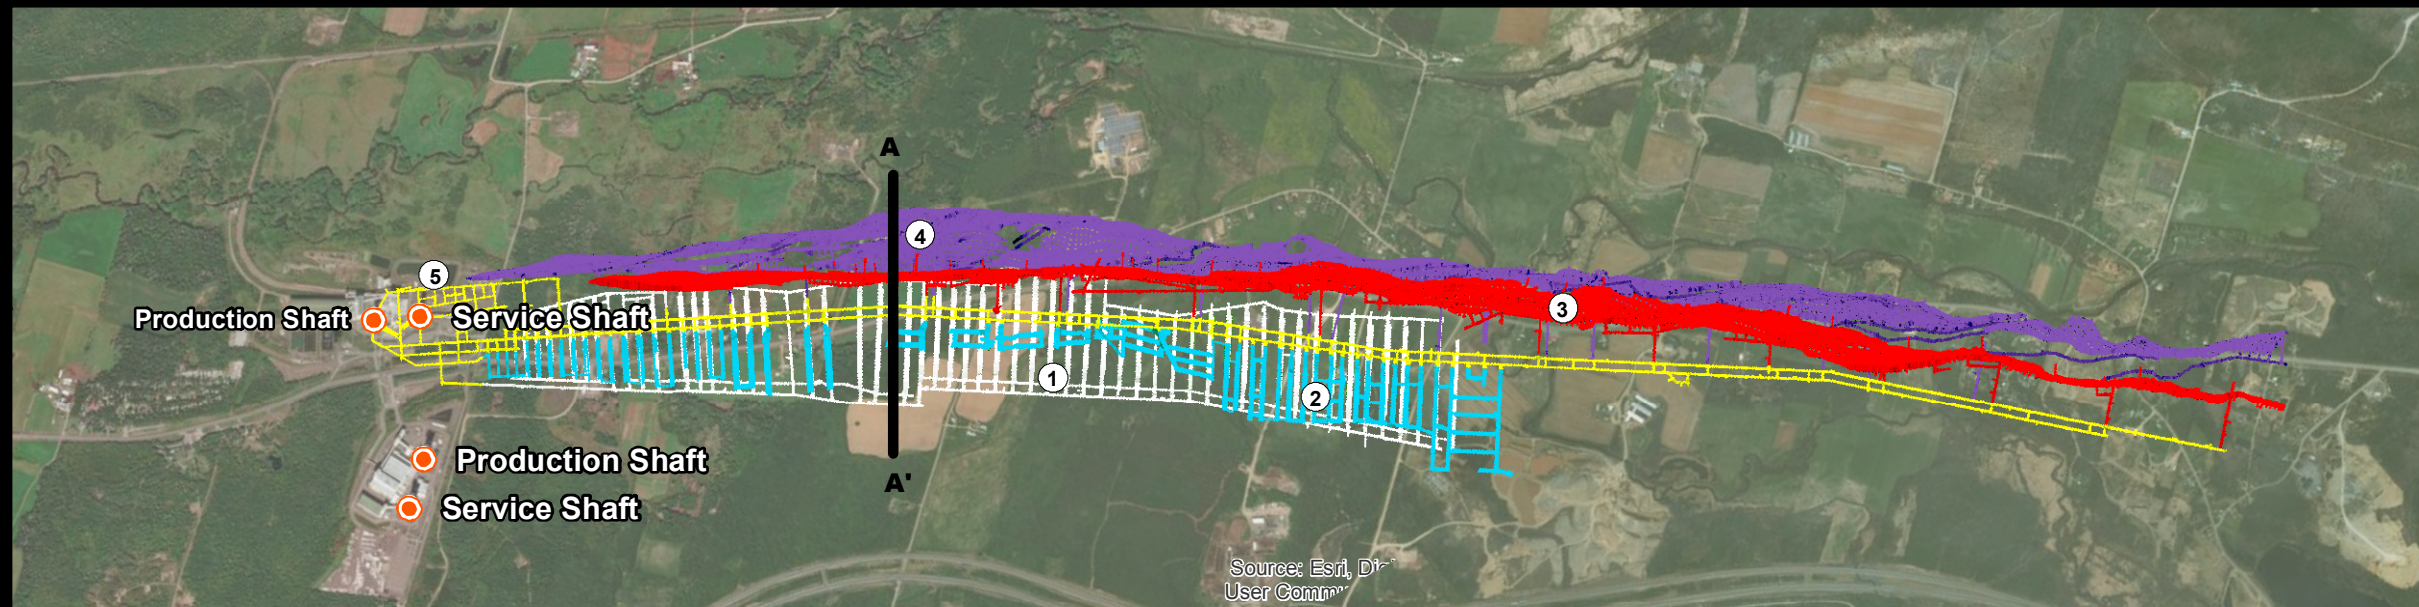 A
4
5
Production Shaft
Service Shaft
3
1
2
Production Shaft
A'
Service Shaft
Source: Esri,
User